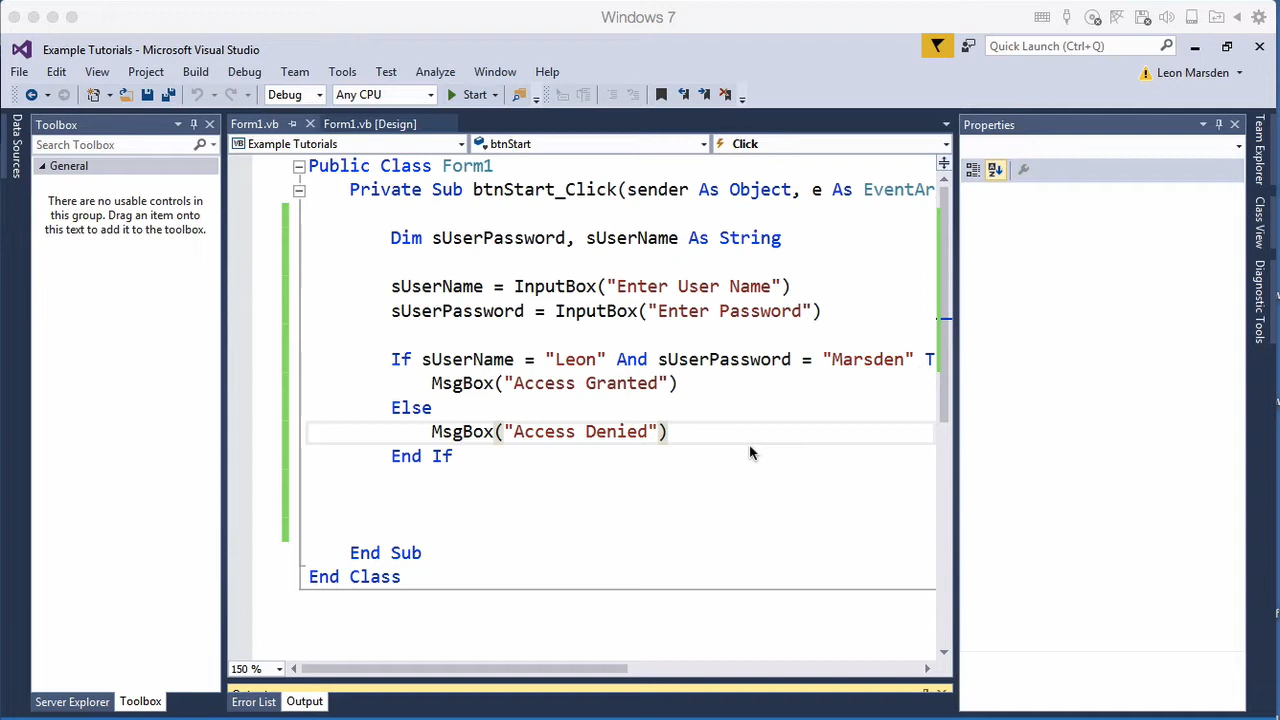 Windows 7
Example Tutorials - Microsoft Visual Studio
Quick Launch (Ctrl+Q)
File Edit View Project Build Debug Team Tools Test Analyze Window Help
Leon Marsden
Debug Any CPU Start
Data Sources
Toolbox
Search Toolbox
General
There are no usable controls in
this group. Drag an item onto
this text to add it to the toolbox.
Server Explorer Toolbox
Form1.vb Form1.vb [Design]
VB Example Tutorials btnStart Click
Public Class Form1
Private Sub btnStart_Click(sender As Object, e As EventAr
Dim sUserPassword, sUserName As String
sUserName = InputBox("Enter User Name")
sUserPassword = InputBox("Enter Password")
If sUserName = "Leon" And sUserPassword = "Marsden" T
MsgBox("Access Granted")
Else
MsgBox("Access Denied")
End If
End Sub
End Class
150 %
Error List Output
Properties
Team Explorer
Class View
Diagnostic Tools